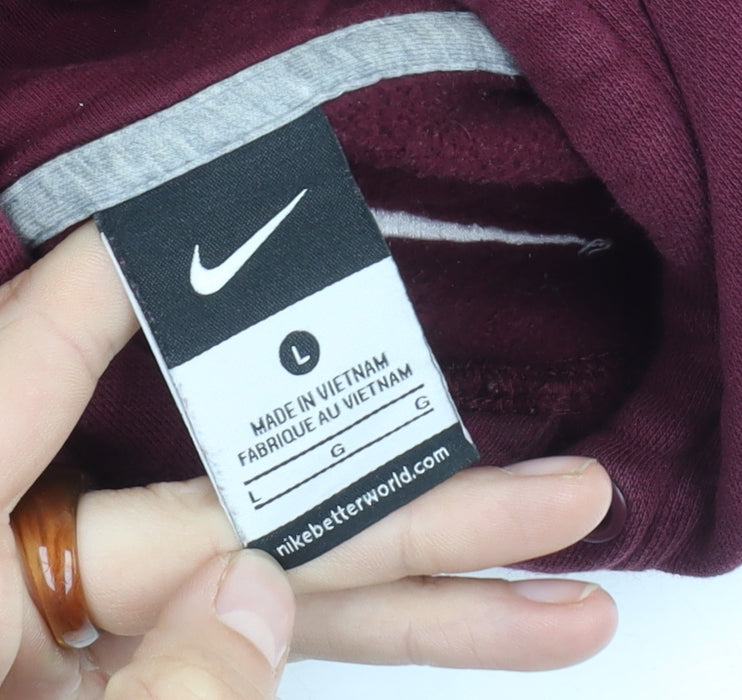 L
MADE IN VIETNAM
FABRIQUE AU VIETNAM
L G G
nikebetterworld.com